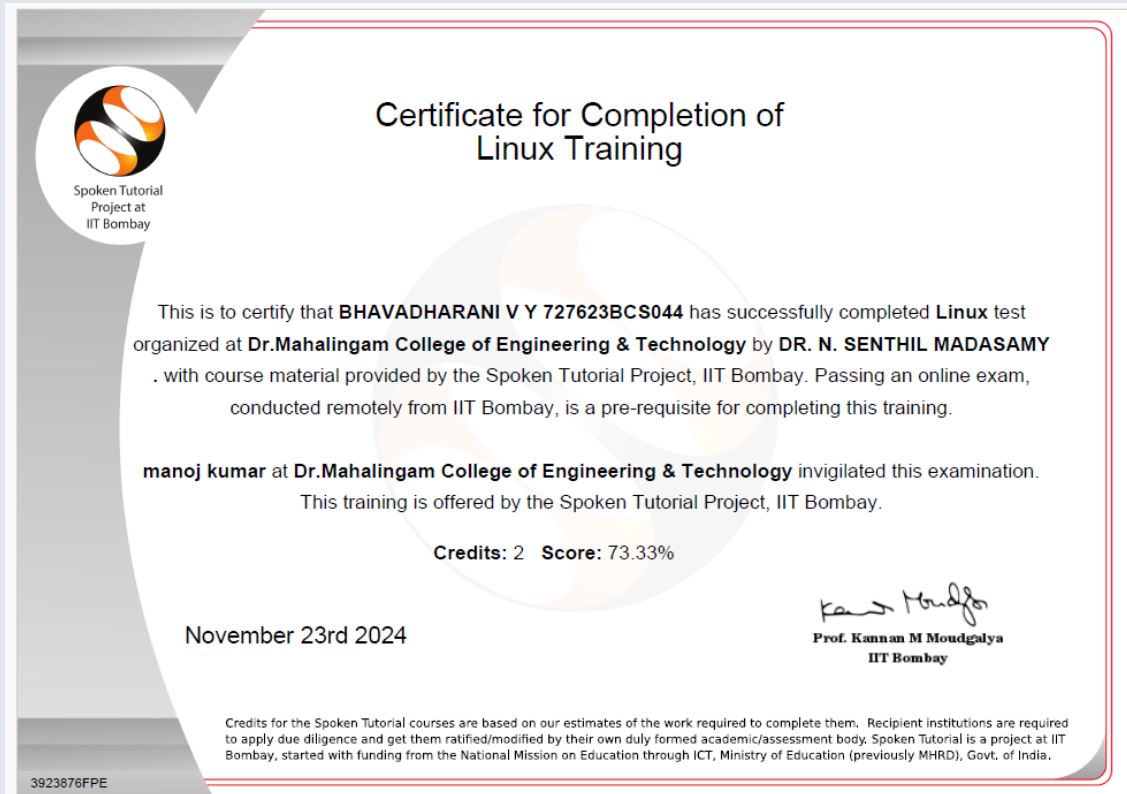 Spoken Tutorial
Project at
IIT Bombay
Certificate for Completion of
Linux Training
This is to certify that BHAVADHARANI V Y 727623BCS044 has successfully completed Linux test
organized at Dr.Mahalingam College of Engineering & Technology by DR. N. SENTHIL MADASAMY
. with course material provided by the Spoken Tutorial Project, IIT Bombay. Passing an online exam,
conducted remotely from IIT Bombay, is a pre-requisite for completing this training.
manoj kumar at Dr.Mahalingam College of Engineering & Technology invigilated this examination.
This training is offered by the Spoken Tutorial Project, IIT Bombay.
Credits: 2 Score: 73.33%
November 23rd 2024
Prof. Kannan M Moudgalya
IIT Bombay
Credits for the Spoken Tutorial courses are based on our estimates of the work required to complete them. Recipient institutions are required
to apply due diligence and get them ratified/modified by their own duly formed academic/assessment body. Spoken Tutorial is a project at IIT
Bombay, started with funding from the National Mission on Education through ICT, Ministry of Education (previously MHRD), Govt. of India.
3923876FPE